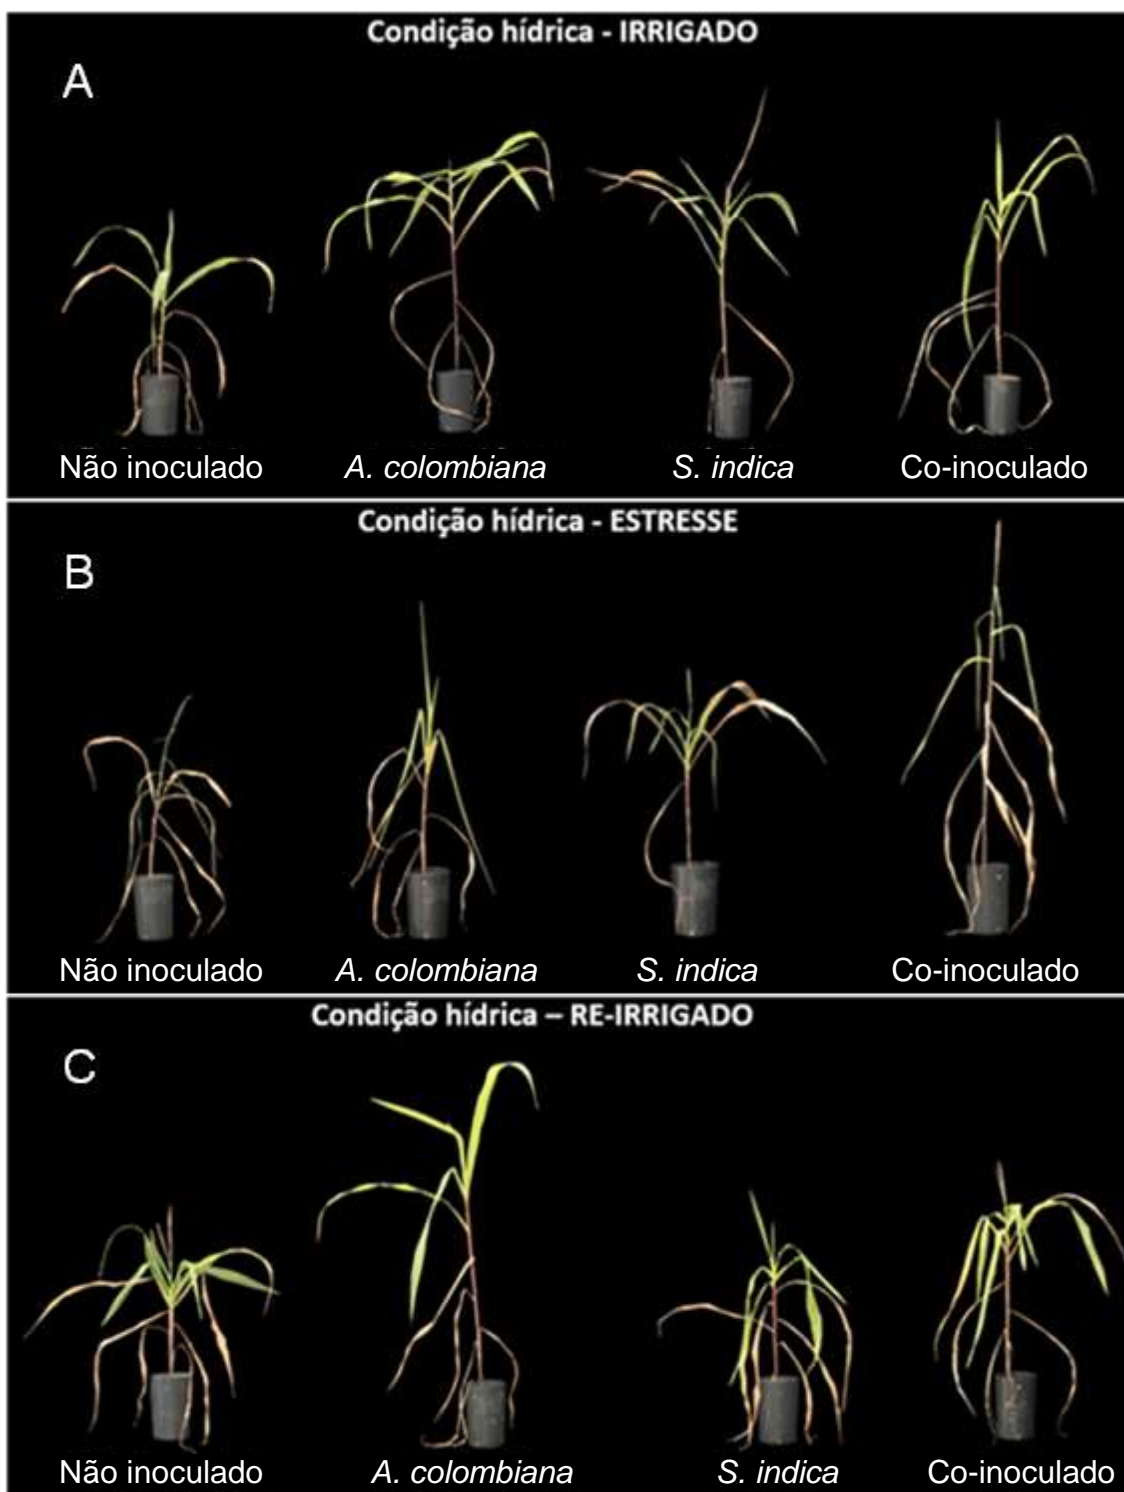 Condição hídrica - IRRIGADO
A
Não inoculado A. colombiana S. indica Co-inoculado
Condição hídrica - ESTRESSE
B
Não inoculado A. colombiana S. indica Co-inoculado
Condição hídrica – RE-IRRIGADO
C
Não inoculado A. colombiana S. indica Co-inoculado